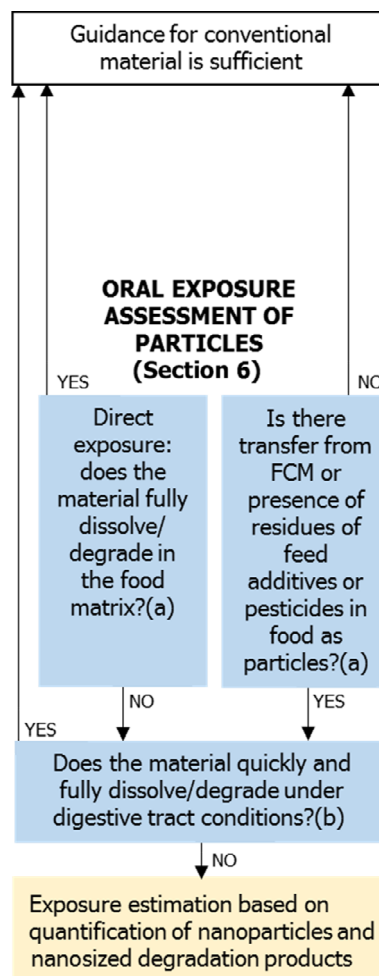 Guidance for conventional
material is sufficient
ORAL EXPOSURE
ASSESSMENT OF
PARTICLES
(Section 6)
YES
NO
Direct
exposure:
does the
material fully
dissolve/
degrade in
the food
matrix?(a)
Is there
transfer from
FCM or
presence of
residues of
feed
additives or
pesticides in
food as
particles?(a)
NO
YES
YES
Does the material quickly and
fully dissolve/degrade under
digestive tract conditions?(b)
NO
Exposure estimation based on
quantification of nanoparticles and
nanosized degradation products